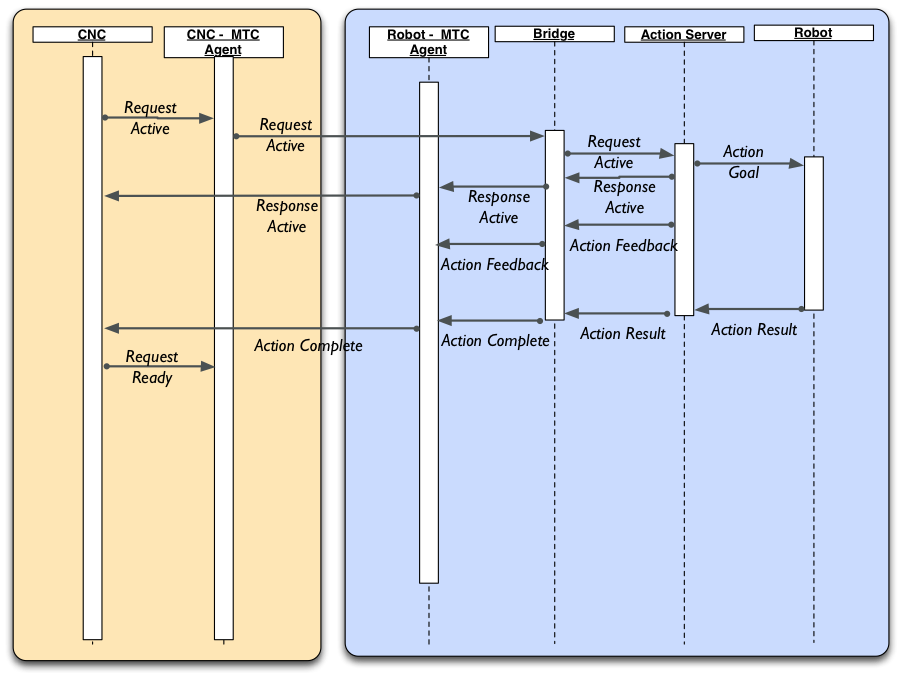 CNC
CNC - MTC
Agent
Robot - MTC
Agent
Bridge
Action Server
Robot
Request
Active
Request
Active
Request
Active
Action
Goal
Response
Active
Response
Active
Response
Active
Action Feedback
Action Feedback
Action Result
Action Result
Action Complete
Action Complete
Request
Ready